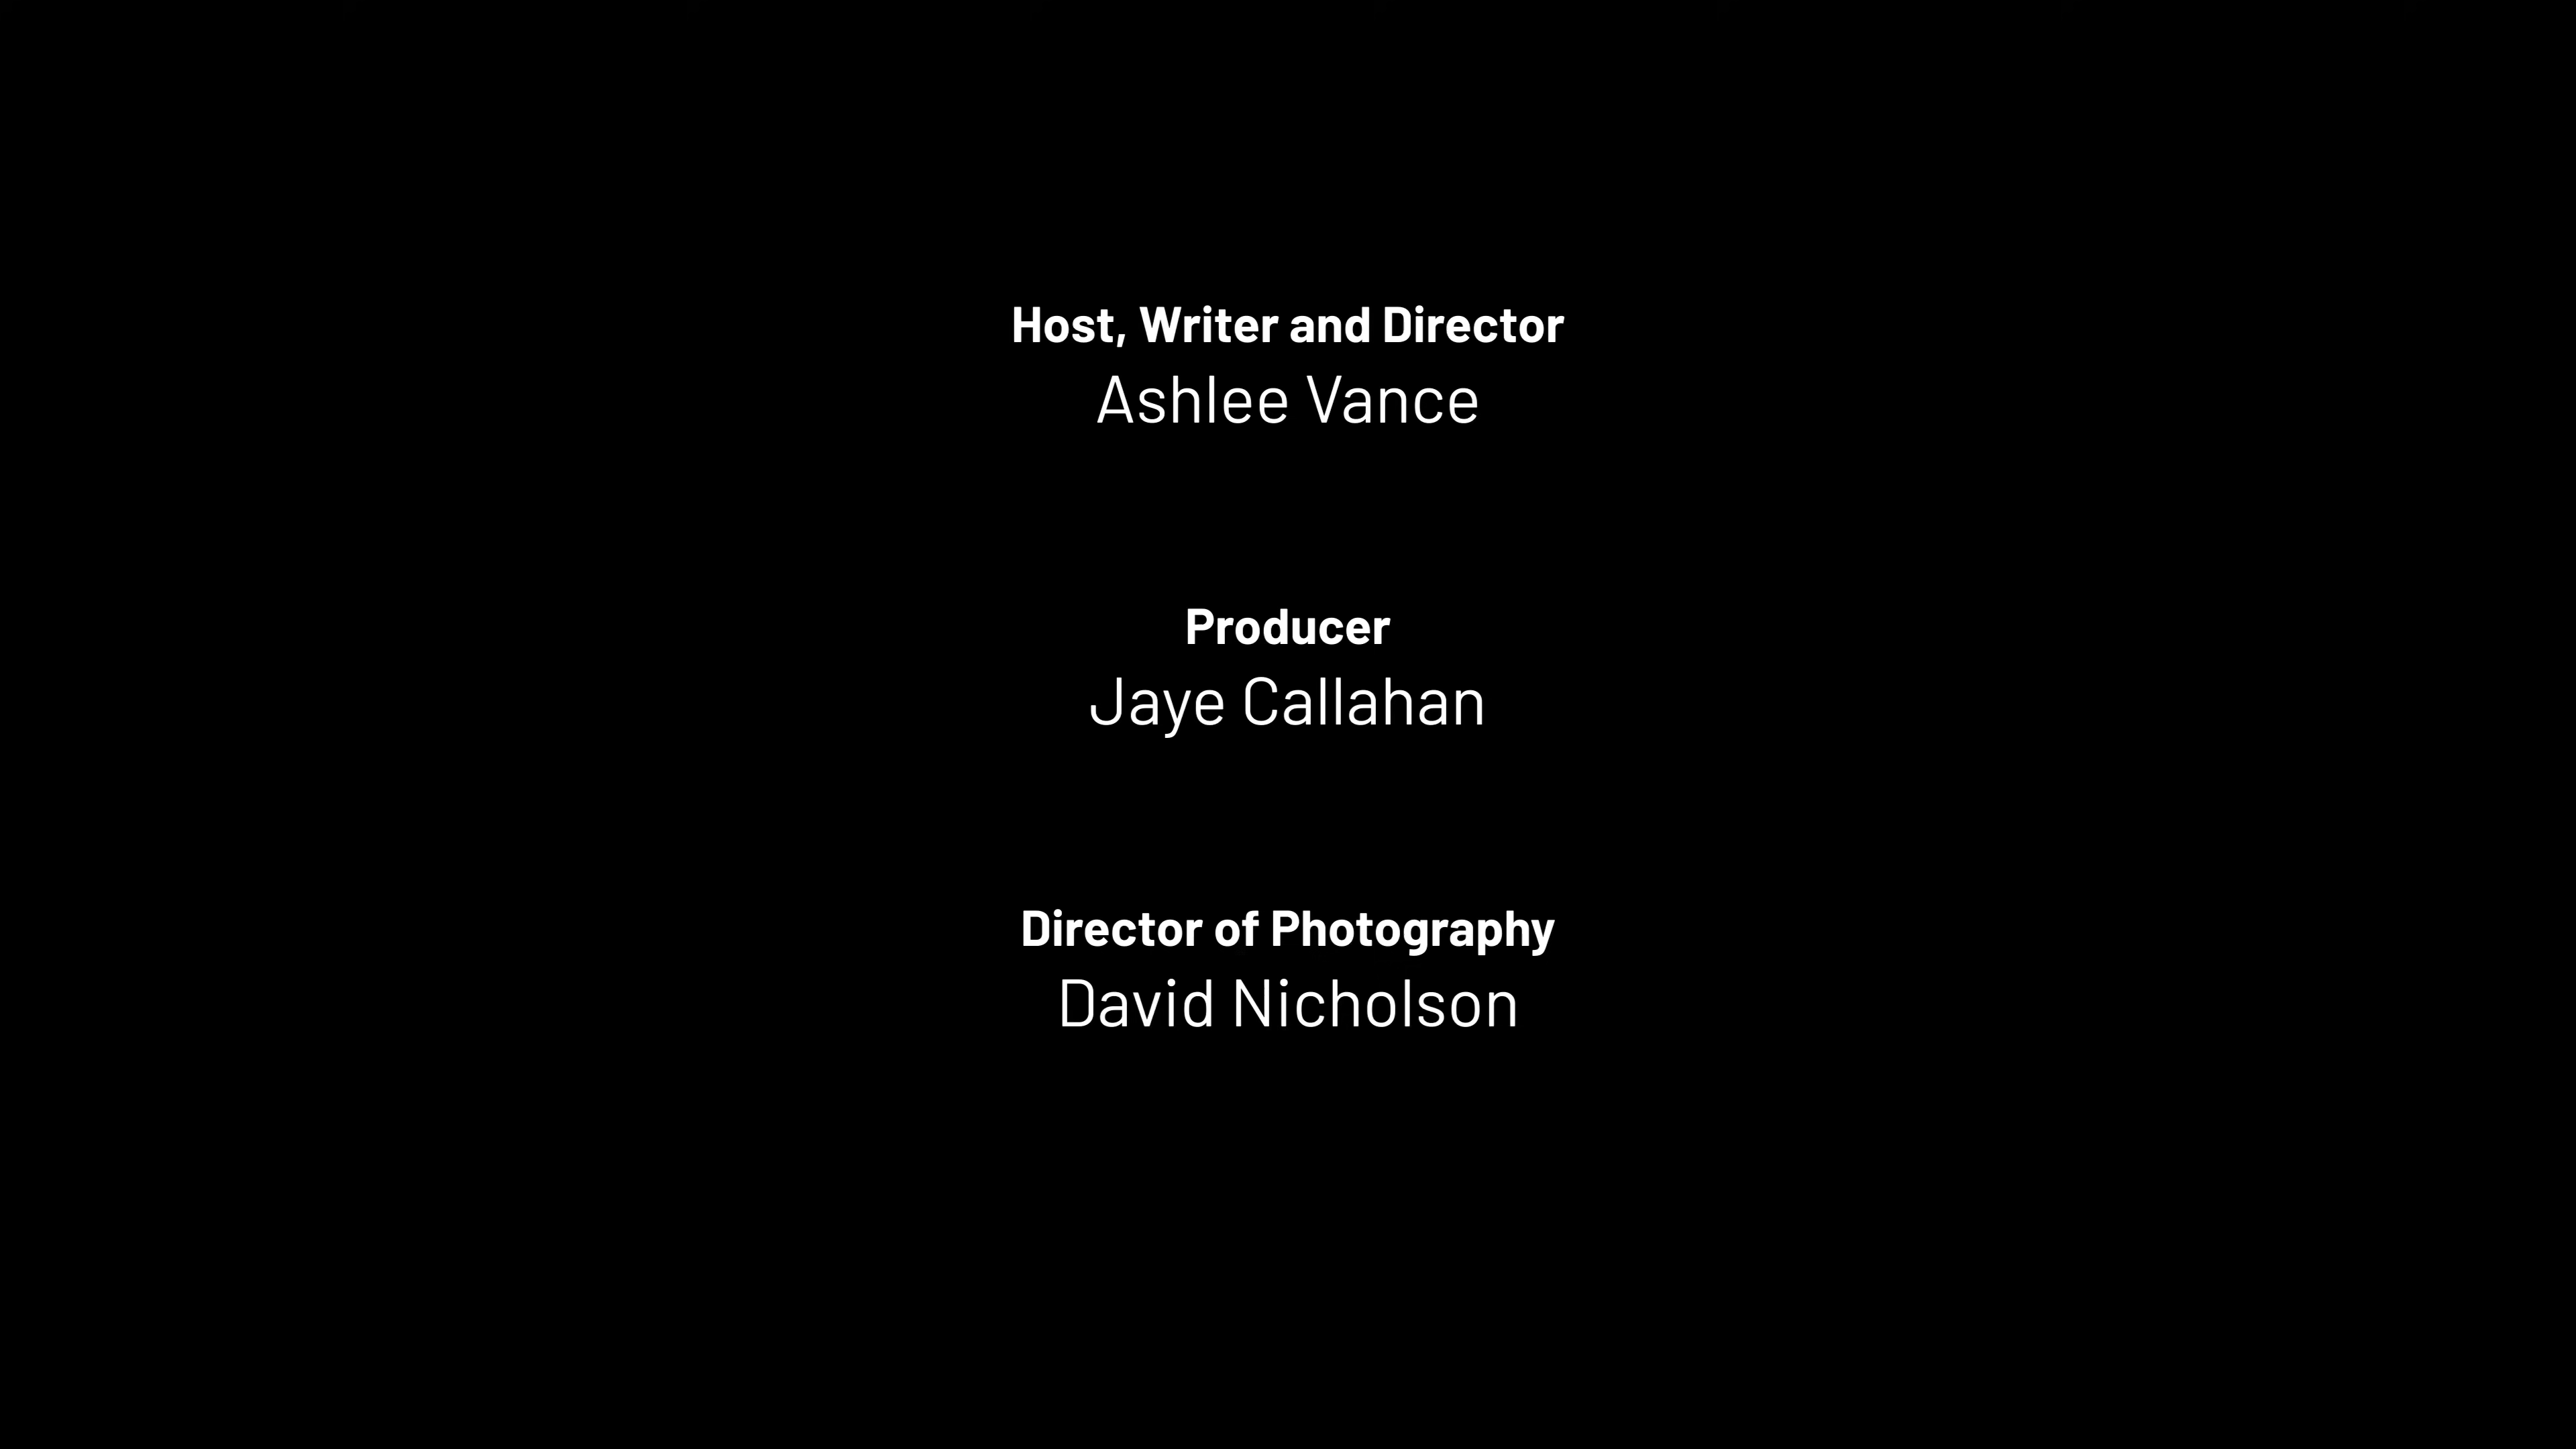 Host, Writer and Director
Ashlee Vance
Producer
Jaye Callahan
Director of Photography
David Nicholson